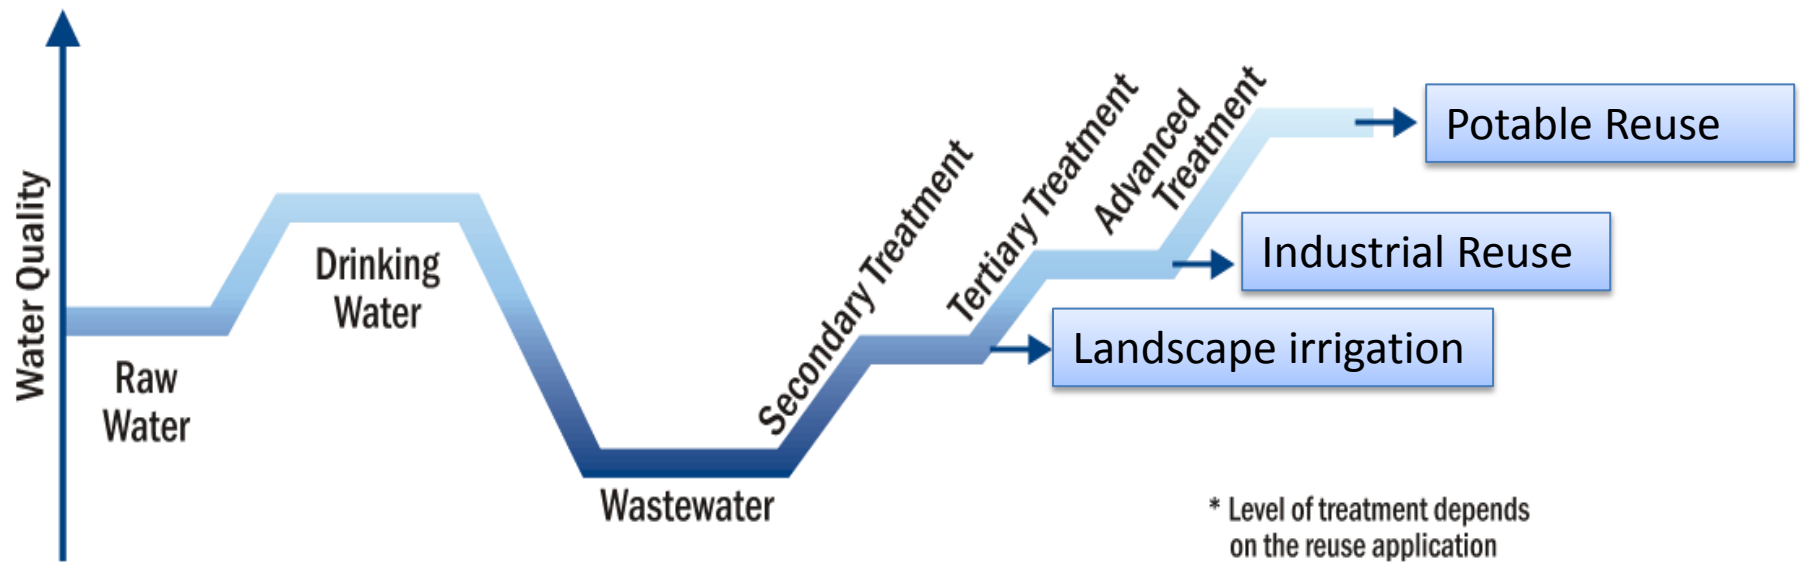 Water Quality
Raw
Water
Drinking
Water
Wastewater
Secondary Treatment
Tertiary Treatment
Advanced
Treatment
Potable Reuse
Industrial Reuse
Landscape irrigation
* Level of treatment depends
on the reuse application